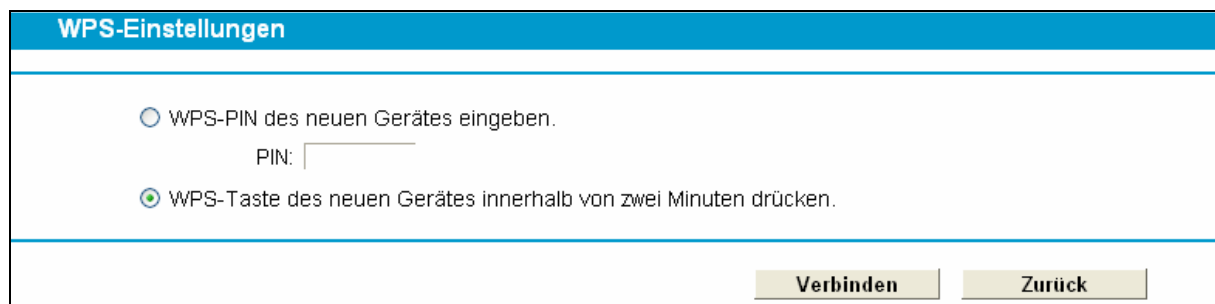 WPS-Einstellungen
WPS-PIN des neuen Gerätes eingeben.
PIN:
WPS-Taste des neuen Gerätes innerhalb von zwei Minuten drücken.
Verbinden Zurück